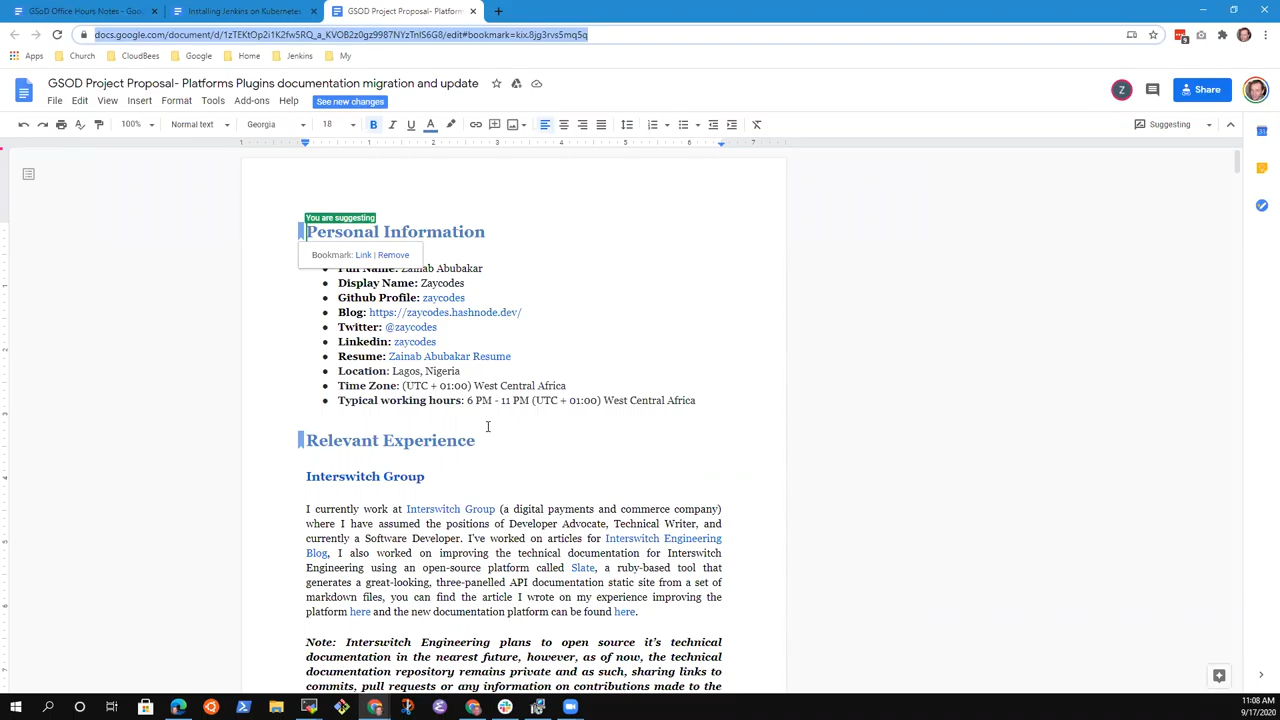 GSoD Office Hours Notes - Goo
Installing Jenkins on Kubernetes
GSOD Project Proposal- Platform
docs.google.com/document/d/1zTEKtOp2i1K2fw5RQ_a_KVOB2z0gz9987NYzTnlS6G8/edit#bookmark=kix.8jg3rvs5mq5q
Apps
Church
CloudBees
Google
Home
Jenkins
My
GSOD Project Proposal- Platforms Plugins documentation migration and update
File Edit View Insert Format Tools Add-ons Help See new changes
Z
Share
100%
Normal text
Georgia
18
B I U A
Suggesting
1 1 2 3 4 5 6 7
You are suggesting
Personal Information
Bookmark: Link | Remove
● Full Name: Zainab Abubakar
● Display Name: Zaycodes
● Github Profile: zaycodes
● Blog: https://zaycodes.hashnode.dev/
● Twitter: @zaycodes
● Linkedin: zaycodes
● Resume: Zainab Abubakar Resume
● Location: Lagos, Nigeria
● Time Zone: (UTC + 01:00) West Central Africa
● Typical working hours: 6 PM - 11 PM (UTC + 01:00) West Central Africa
Relevant Experience
Interswitch Group
I currently work at Interswitch Group (a digital payments and commerce company)
where I have assumed the positions of Developer Advocate, Technical Writer, and
currently a Software Developer. I've worked on articles for Interswitch Engineering
Blog, I also worked on improving the technical documentation for Interswitch
Engineering using an open-source platform called Slate, a ruby-based tool that
generates a great-looking, three-panelled API documentation static site from a set of
markdown files, you can find the article I wrote on my experience improving the
platform here and the new documentation platform can be found here.
Note: Interswitch Engineering plans to open source it's technical
documentation in the nearest future, however, as of now, the technical
documentation repository remains private and as such, sharing links to
commits, pull requests or any information on contributions made to the
11:08 AM
9/17/2020